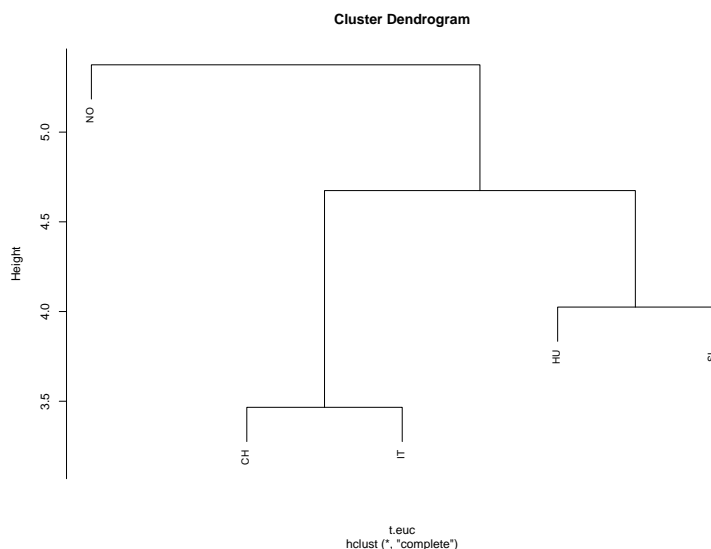 Cluster Dendrogram
Height
5.0
4.5
4.0
3.5
NO
CH
IT
HU
t.euc
hclust (*, "complete")